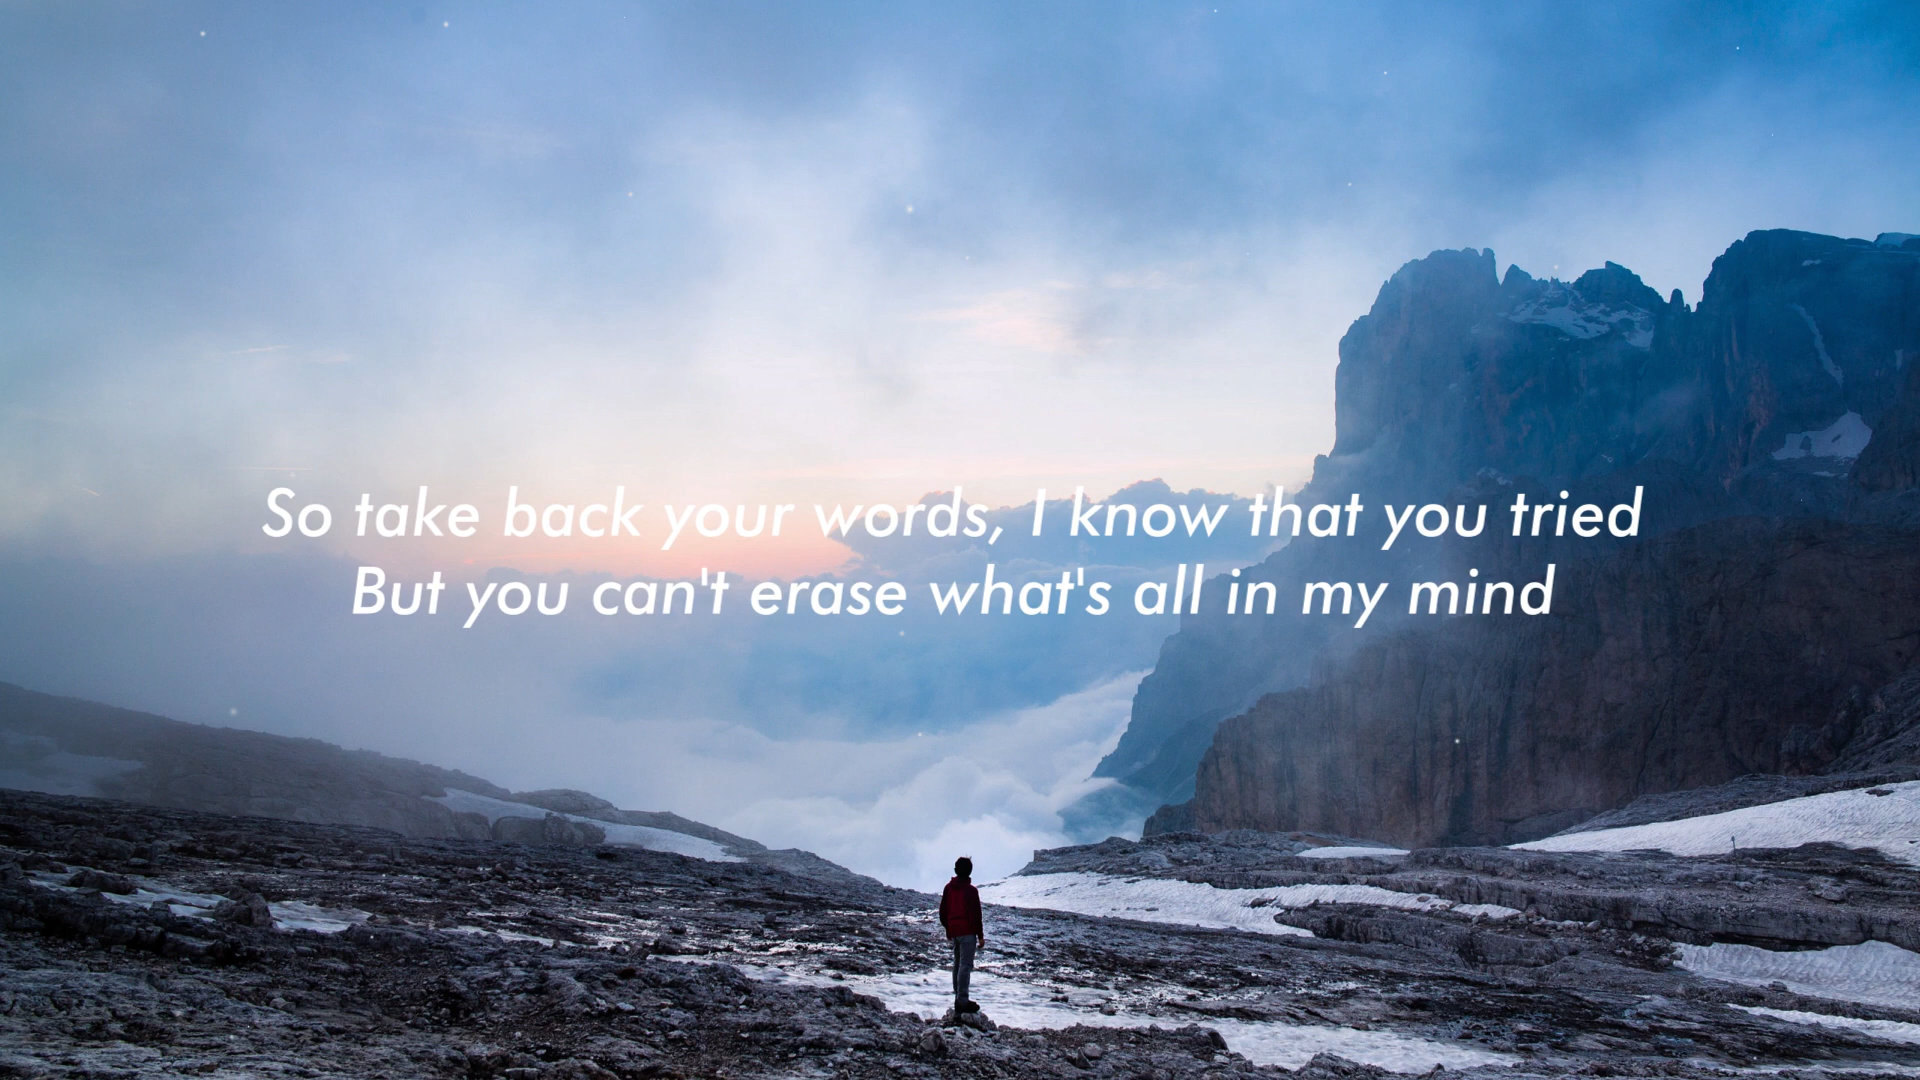 So take back your words, I know that you tried
But you can't erase what's all in my mind